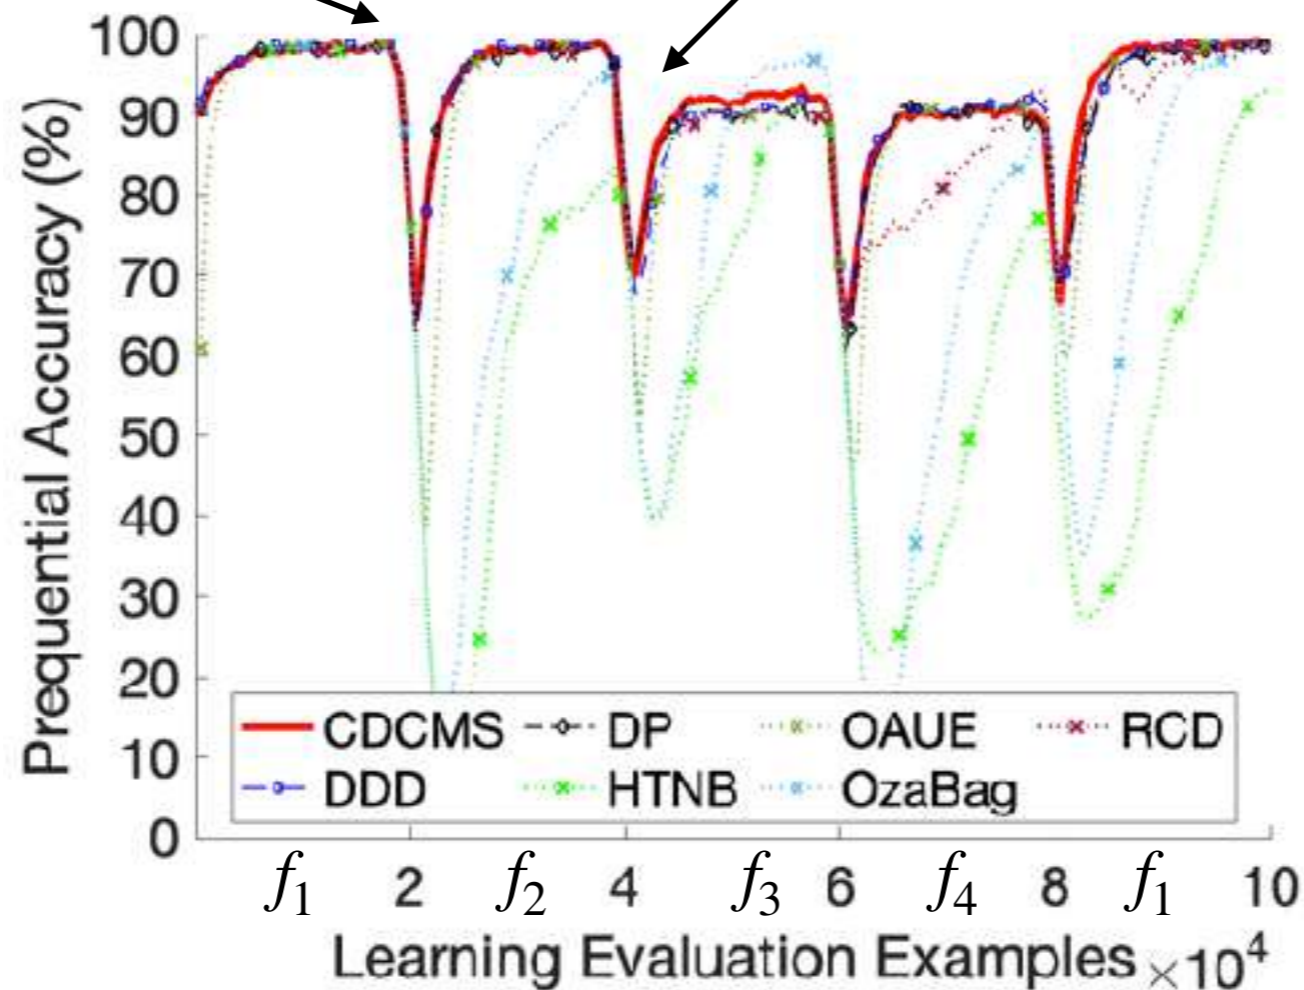 100
90
80
70
60
50
40
30
20
10
0
Prequential Accuracy (%)
CDCMS DP OAUE RCD
DDD HTNB OzaBag
f1 2 f2 4 f3 6 f4 8 f1 10
Learning Evaluation Examples ×10^4